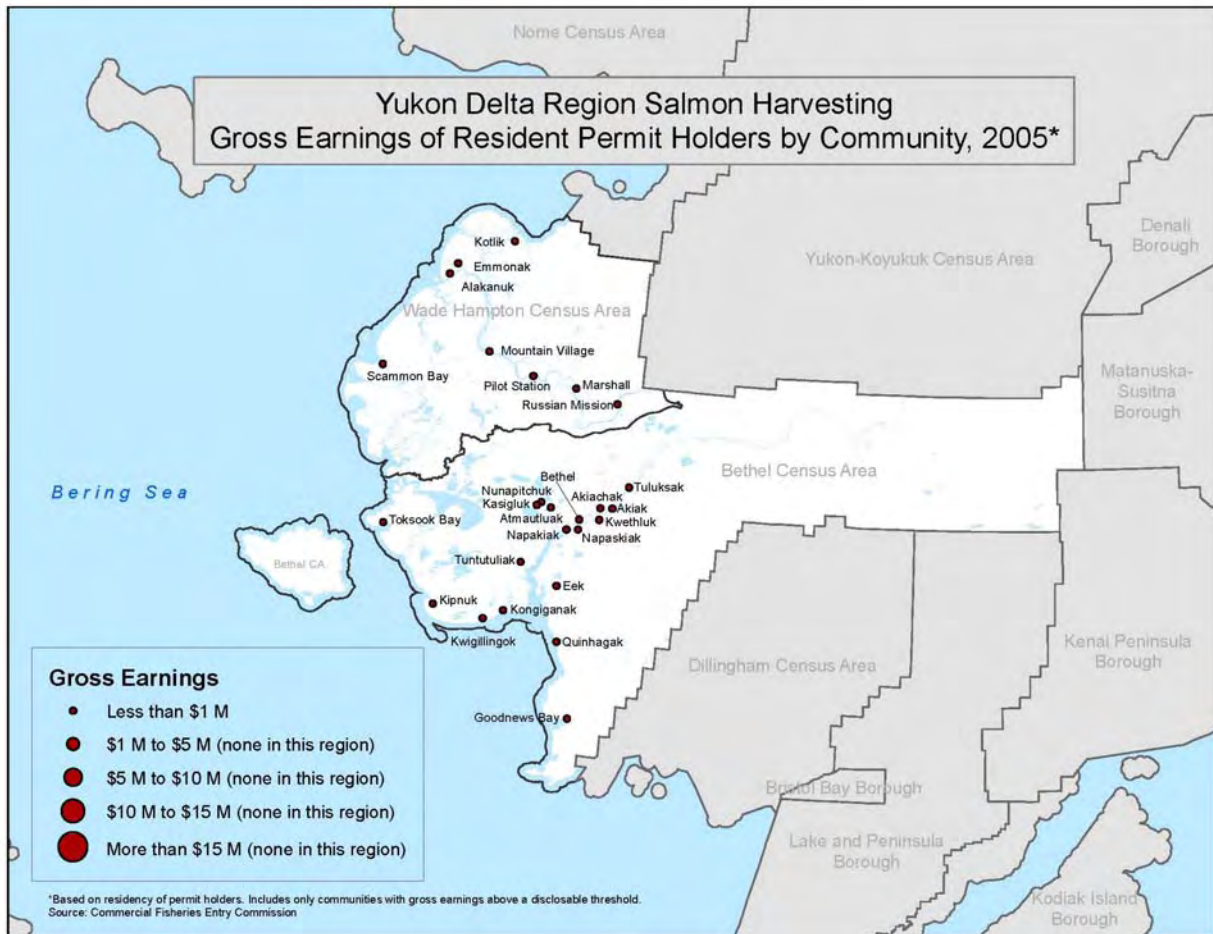 Nome Census Area
Yukon Delta Region Salmon Harvesting
Gross Earnings of Resident Permit Holders by Community, 2005*
Denali
Borough
Yukon-Koyukuk Census Area
Kotlik
Emmonak
Alakanuk
Wade Hampton Census Area
Mountain Village
Scammon Bay
Pilot Station
Marshall
Russian Mission
Matanuska-
Susitna
Borough
Bering Sea
Bethel Census Area
Bethel
Tuluksak
Nunapitchuk
Akiachak
Kasigluk
Akiak
Toksook Bay
Atmautluak
Kwethluk
Napakiak
Napaskiak
Tuntutuliak
Bethel CA
Eek
Kipnuk
Kongiganak
Kwigillingok
Quinhagak
Dillingham Census Area
Kenai Peninsula
Borough
Goodnews Bay
Bristol Bay Borough
Lake and Peninsula
Borough
Kodiak Island
Borough
Gross Earnings
Less than $1 M
$1 M to $5 M (none in this region)
$5 M to $10 M (none in this region)
$10 M to $15 M (none in this region)
More than $15 M (none in this region)
*Based on residency of permit holders. Includes only communities with gross earnings above a disclosable threshold.
Source: Commercial Fisheries Entry Commission